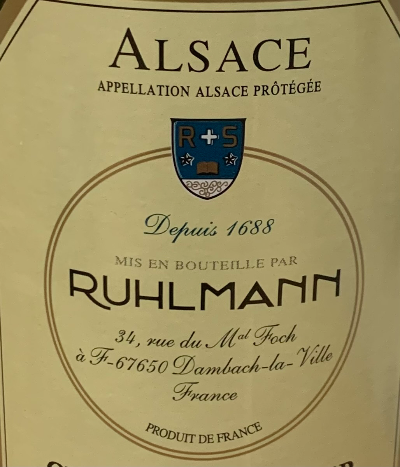 ALSACE
APPELLATION ALSACE PRÔTÉGÉE
R + S
Depuis 1688
MIS EN BOUTEILLE PAR
RUHLMANN
34, rue du Mal Foch
à F-67650 Dambach-la-Ville
France
PRODUIT DE FRANCE